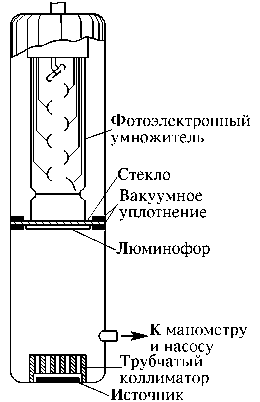 Фотоэлектронный
умножитель
Стекло
Вакуумное
уплотнение
Люминофор
К манометру
и насосу
Трубчатый
коллиматор
Источник